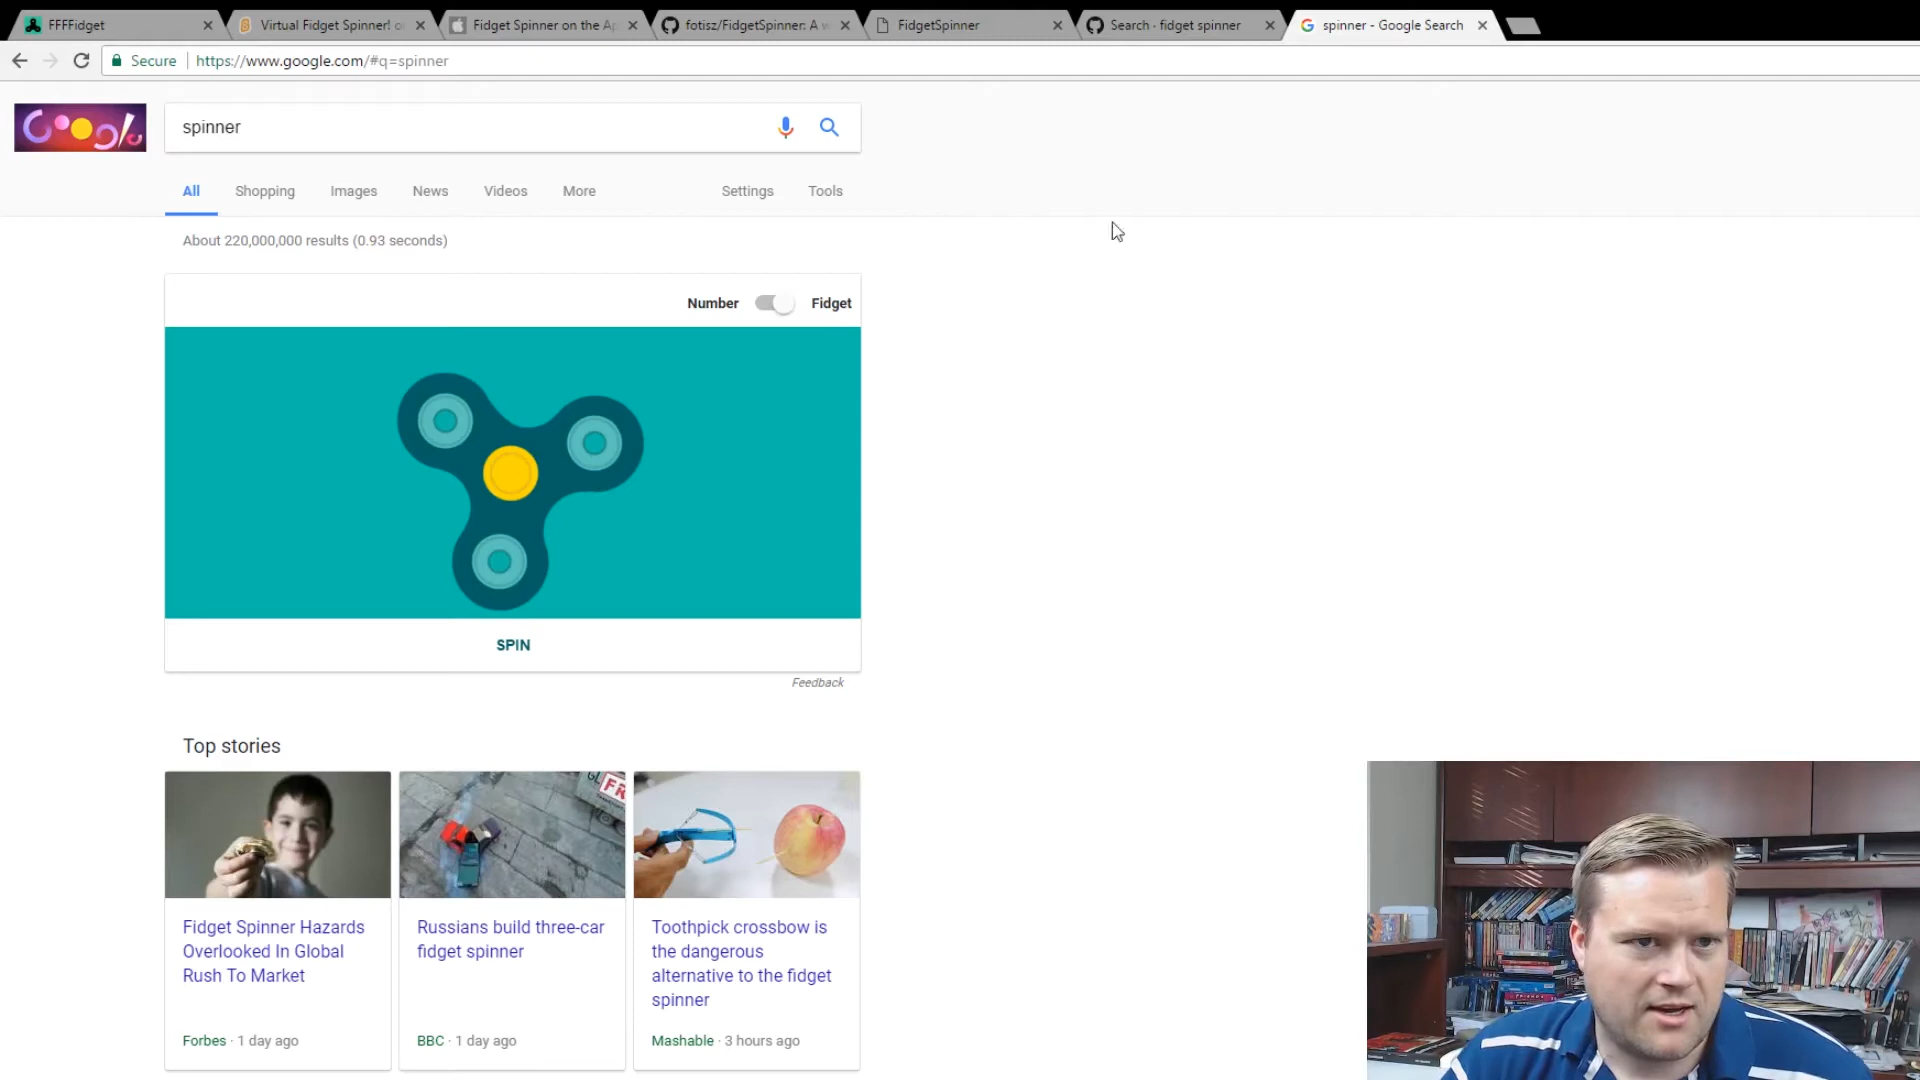 FFFFidget
Virtual Fidget Spinner! o
Fidget Spinner on the Ap
fotisz/FidgetSpinner: A w
FidgetSpinner
Search · fidget spinner
spinner - Google Search
Secure
https://www.google.com/#q=spinner
Google
spinner
All
Shopping
Images
News
Videos
More
Settings
Tools
About 220,000,000 results (0.93 seconds)
Number
Fidget
SPIN
Feedback
Top stories
FR
Fidget Spinner Hazards
Overlooked In Global
Rush To Market
Forbes · 1 day ago
Russians build three-car
fidget spinner
BBC · 1 day ago
Toothpick crossbow is
the dangerous
alternative to the fidget
spinner
Mashable · 3 hours ago